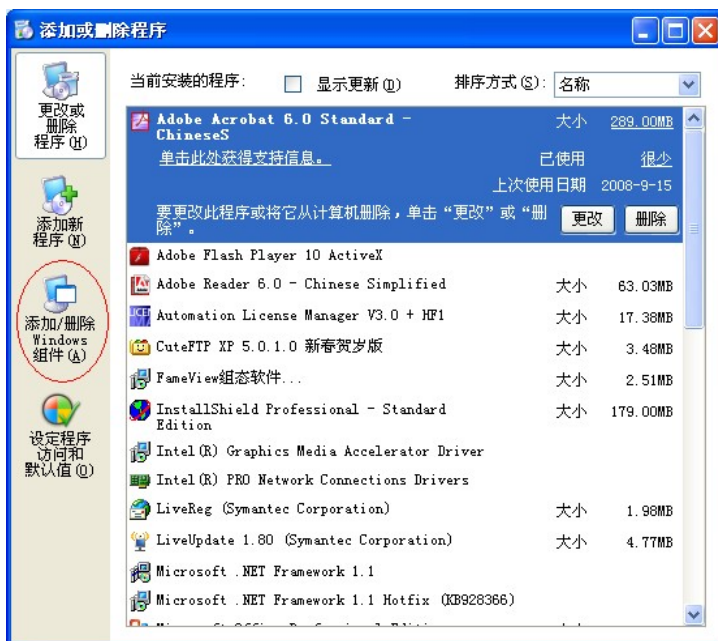 添加或删除程序
更改或
删除
程序(H)
添加新
程序(N)
添加/删除
Windows
组件(A)
设定程序
访问和
默认值(O)
当前安装的程序: 显示更新(D) 排序方式(S): 名称
Adobe Acrobat 6.0 Standard - 大小 289.00MB
ChineseS
单击此处获得支持信息。 已使用 很少
上次使用日期 2008-9-15
要更改此程序或将它从计算机删除,单击“更改”或“删 更改 删除
除”。
Adobe Flash Player 10 ActiveX
Adobe Reader 6.0 - Chinese Simplified 大小 63.03MB
Automation License Manager V3.0 + HF1 大小 17.38MB
CuteFTP XP 5.0.1.0 新春贺岁版 大小 3.48MB
FameView组态软件... 大小 2.51MB
InstallShield Professional - Standard 大小 179.00MB
Edition
Intel(R) Graphics Media Accelerator Driver
Intel(R) PRO Network Connections Drivers
LiveReg (Symantec Corporation) 大小 1.98MB
LiveUpdate 1.80 (Symantec Corporation) 大小 4.77MB
Microsoft .NET Framework 1.1
Microsoft .NET Framework 1.1 Hotfix (KB928366)